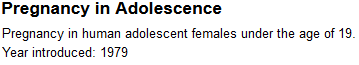 Pregnancy in Adolescence
Pregnancy in human adolescent females under the age of 19.
Year introduced: 1979